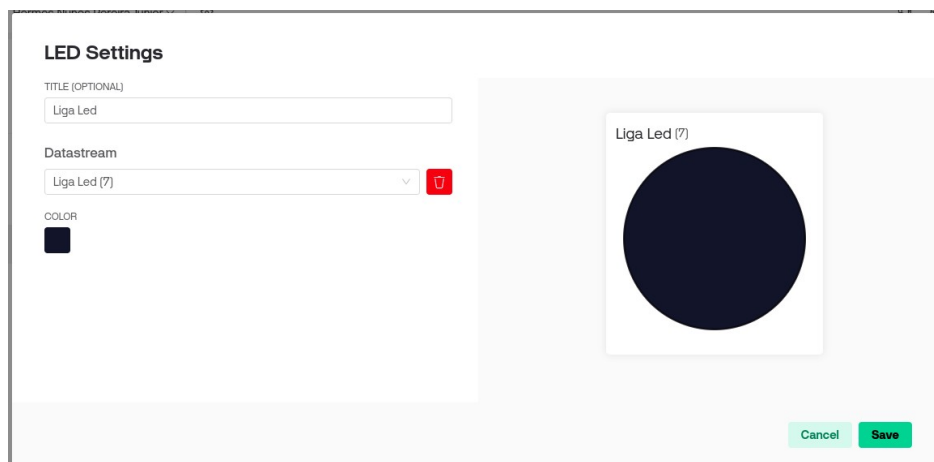 LED Settings
TITLE (OPTIONAL)
Liga Led
Datastream
Liga Led (7)
COLOR
Liga Led (7)
Cancel
Save